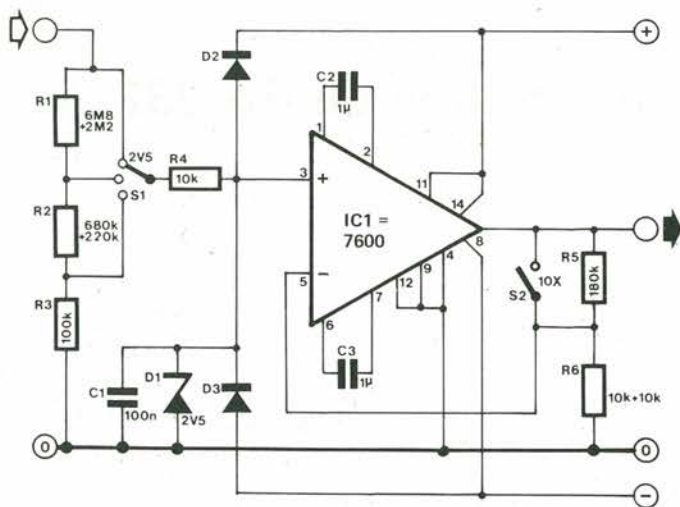 +
D2
C2
1µ
R1
6M8
+2M2
1
2
2V5
R4
10k
3
+
11
14
S1
R2
680k
+220k
IC1 =
7600
8
4
9
12
10X
S2
R5
180k
5
−
7
6
R3
100k
C3
1µ
R6
10k+10k
C1
100n
D1
2V5
D3
0
0
−